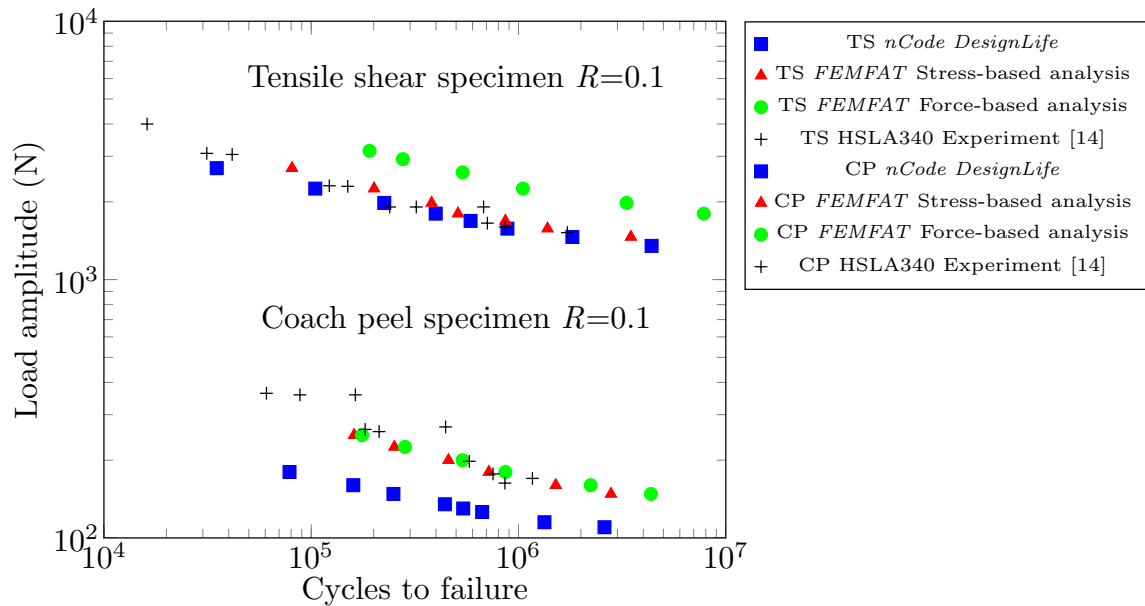 10^4
10^3
10^2
Load amplitude (N)
Tensile shear specimen R=0.1
Coach peel specimen R=0.1
10^4 10^5 10^6 10^7
Cycles to failure
TS nCode DesignLife
TS FEMFAT Stress-based analysis
TS FEMFAT Force-based analysis
TS HSLA340 Experiment [14]
CP nCode DesignLife
CP FEMFAT Stress-based analysis
CP FEMFAT Force-based analysis
CP HSLA340 Experiment [14]